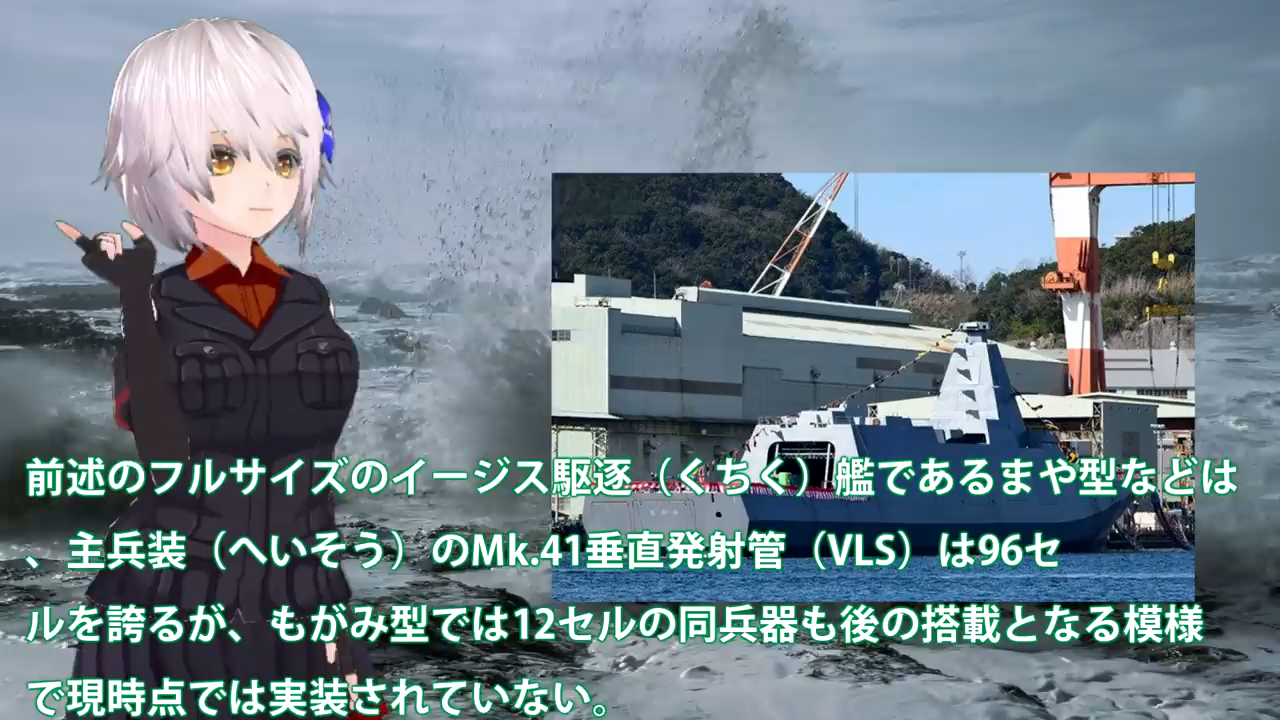 前述のフルサイズのイージス駆逐（くちく）艦であるまや型などは
、主兵装（へいそう）のMk.41垂直発射管（VLS）は96セ
ルを誇るが、もがみ型では12セルの同兵器も後の搭載となる模様
で現時点では実装されていない。